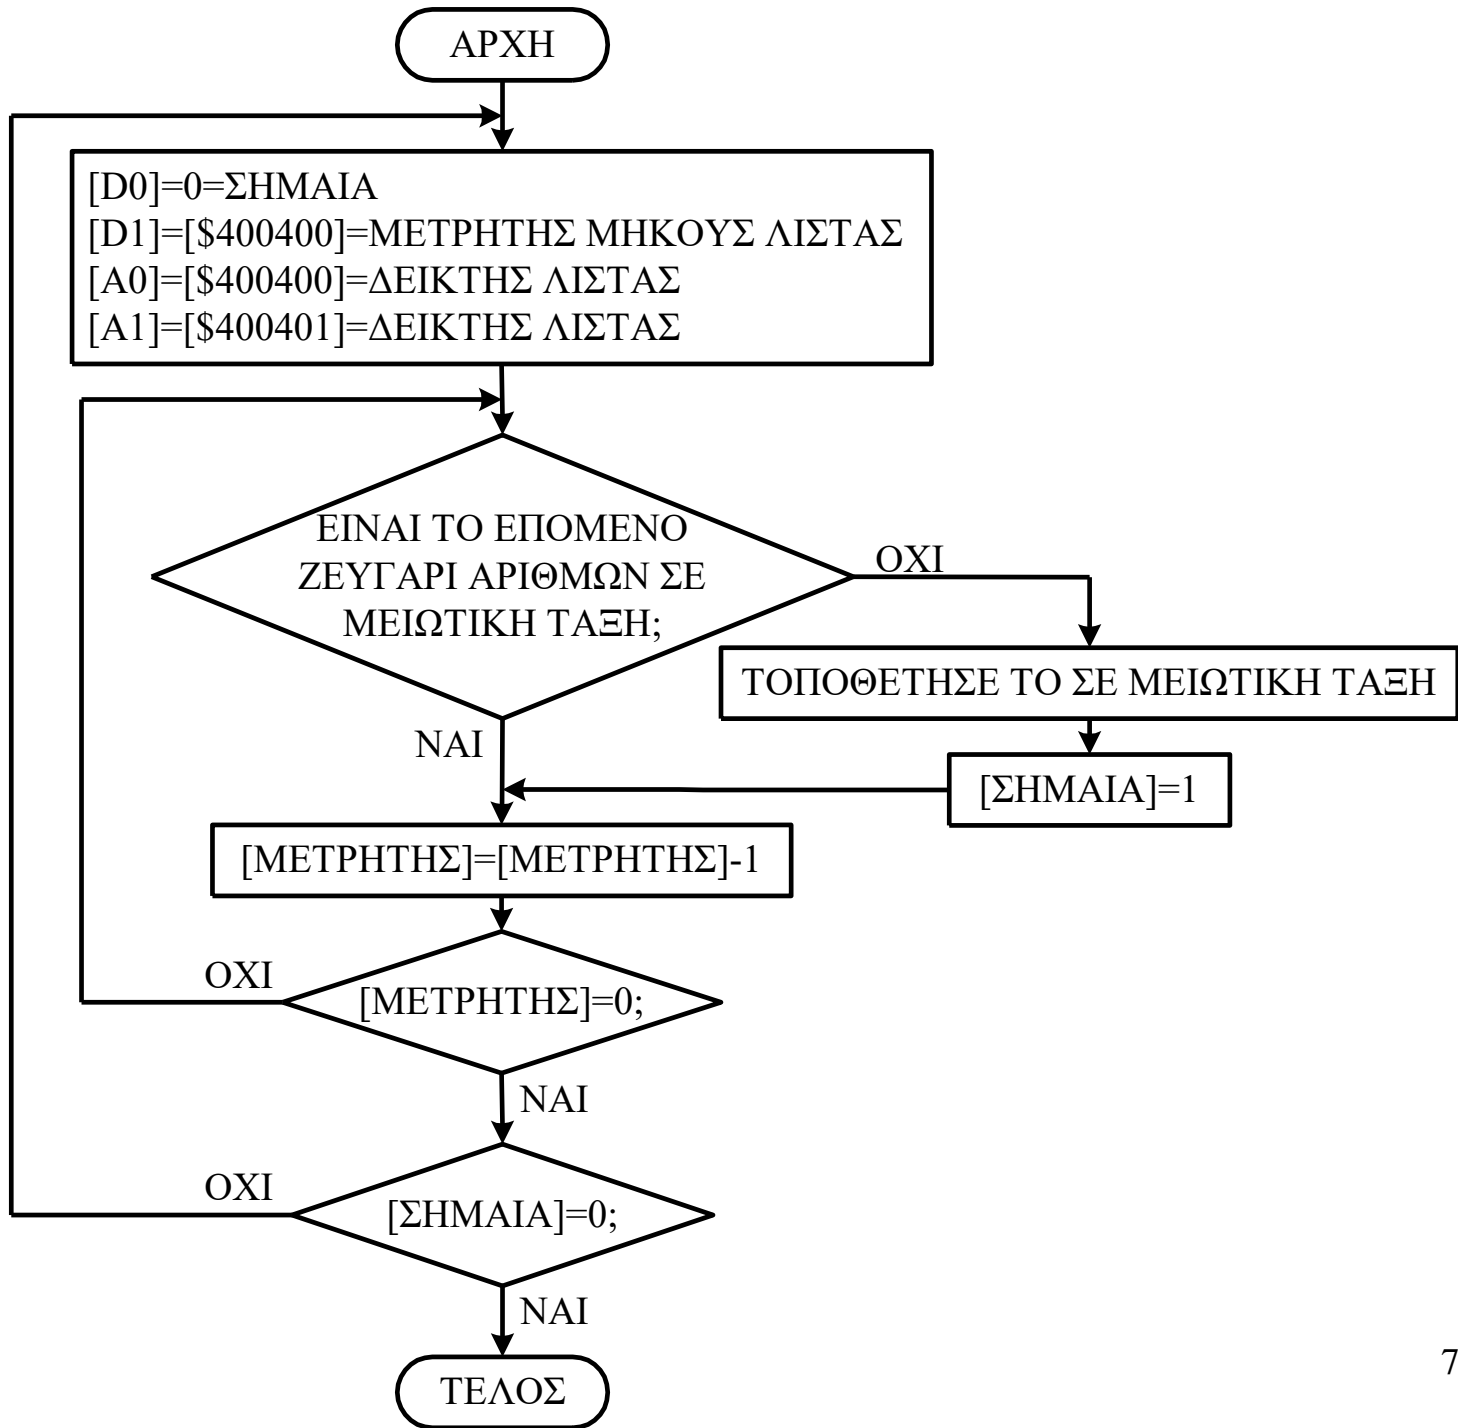 ΑΡΧΗ
[D0]=0=ΣΗΜΑΙΑ
[D1]=[$400400]=ΜΕΤΡΗΤΗΣ ΜΗΚΟΥΣ ΛΙΣΤΑΣ
[A0]=[$400400]=ΔΕΙΚΤΗΣ ΛΙΣΤΑΣ
[A1]=[$400401]=ΔΕΙΚΤΗΣ ΛΙΣΤΑΣ
ΕΙΝΑΙ ΤΟ ΕΠΟΜΕΝΟ
ΖΕΥΓΑΡΙ ΑΡΙΘΜΩΝ ΣΕ
ΜΕΙΩΤΙΚΗ ΤΑΞΗ;
ΟΧΙ
ΤΟΠΟΘΕΤΗΣΕ ΤΟ ΣΕ ΜΕΙΩΤΙΚΗ ΤΑΞΗ
ΝΑΙ
[ΣΗΜΑΙΑ]=1
[ΜΕΤΡΗΤΗΣ]=[ΜΕΤΡΗΤΗΣ]-1
ΟΧΙ
[ΜΕΤΡΗΤΗΣ]=0;
ΝΑΙ
ΟΧΙ
[ΣΗΜΑΙΑ]=0;
ΝΑΙ
ΤΕΛΟΣ
7